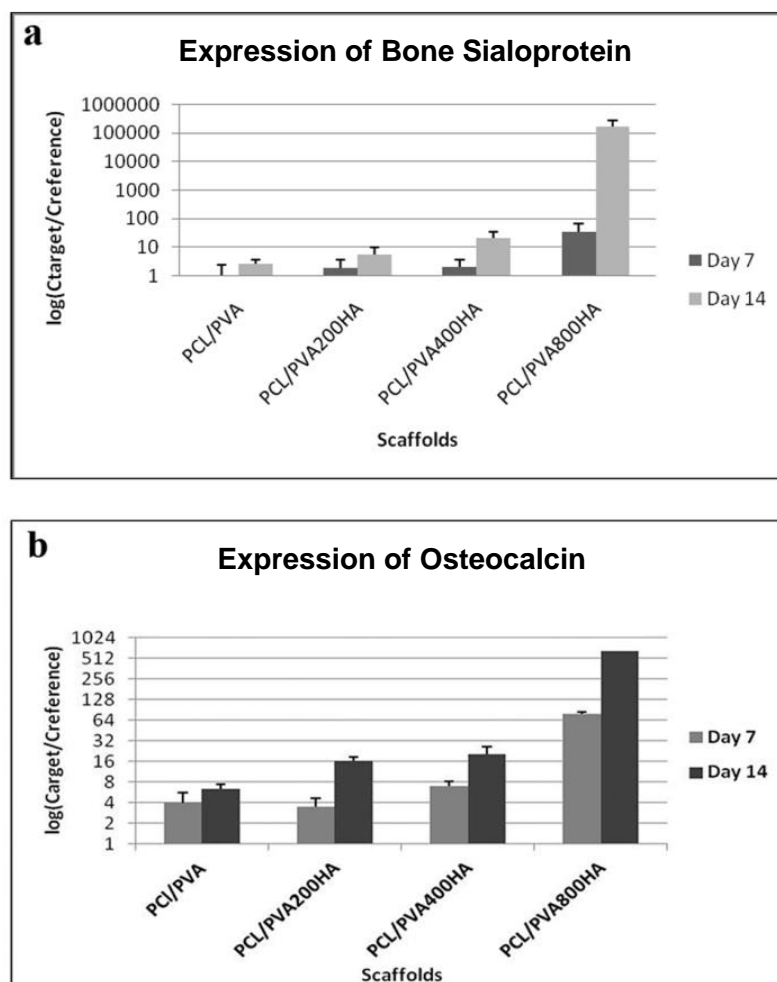 a
Expression of Bone Sialoprotein
1000000
100000
10000
1000
100
10
1
log(Ctarget/Creference)
PCL/PVA
PCL/PVA200HA
PCL/PVA400HA
PCL/PVA800HA
Scaffolds
Day 7
Day 14
b
Expression of Osteocalcin
1024
512
256
128
64
32
16
8
4
2
1
log(Carget/Creference)
PCl/PVA
PCL/PVA200HA
PCL/PVA400HA
PCL/PVA800HA
Scaffolds
Day 7
Day 14